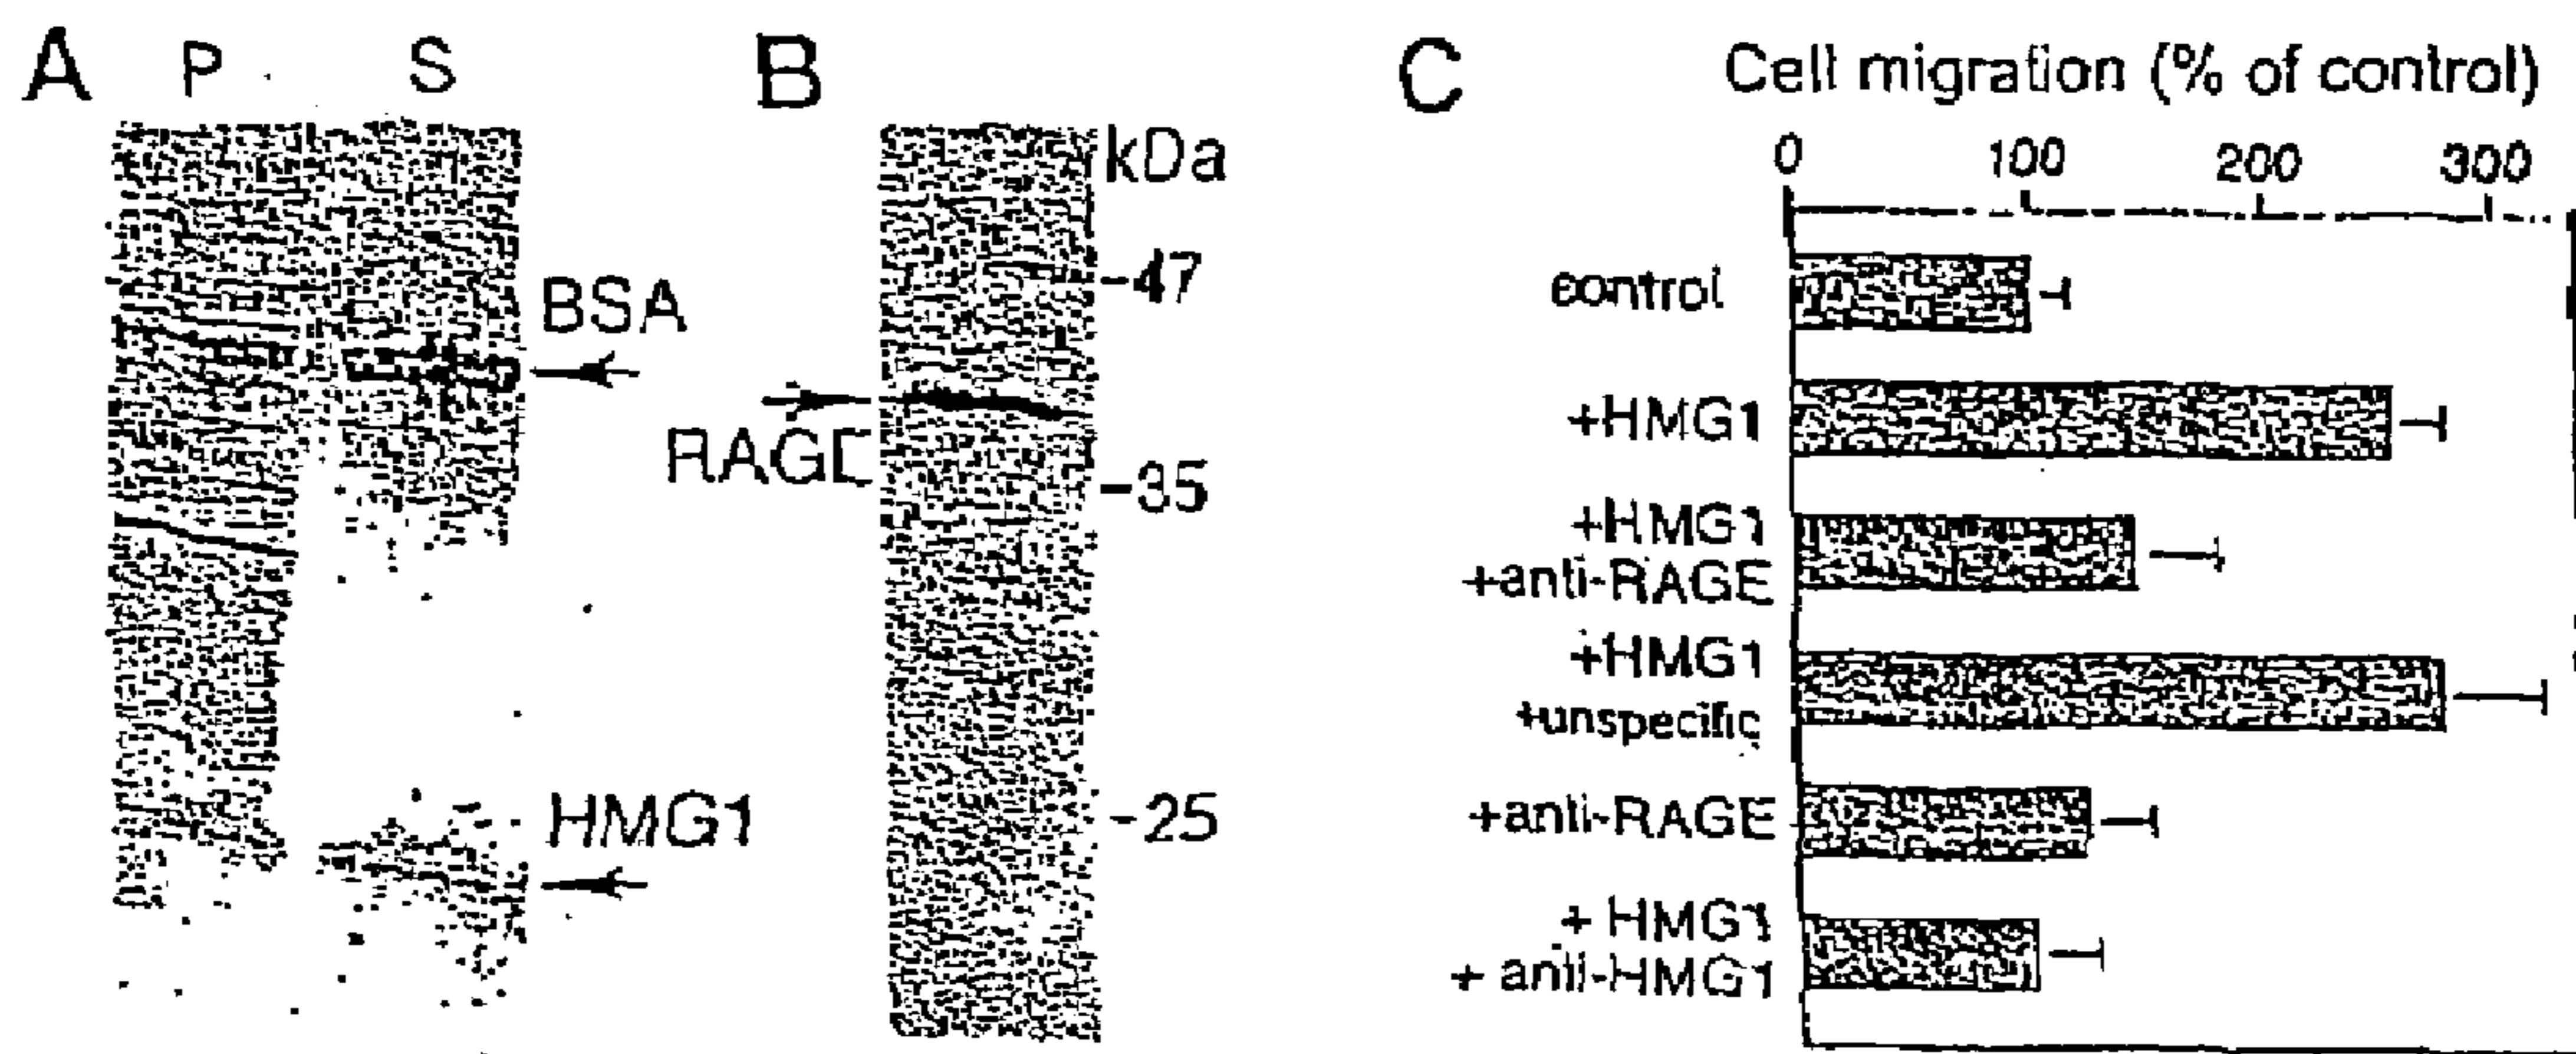 A
P S
BSA
HMG1
B
kDa
-47
RAGE
-35
-25
C
Cell migration (% of control)
0 100 200 300
control
+HMG1
+HMG1
+anti-RAGE
+HMG1
+unspecific
+anti-RAGE
+ HMG1
+ anti-HMG1